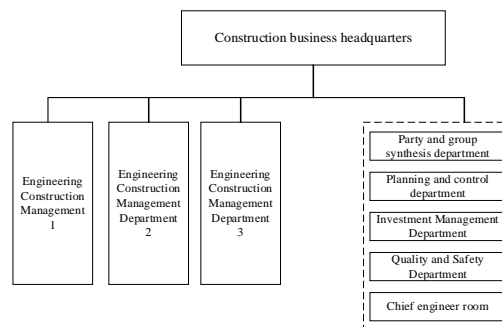 Construction business headquarters
Engineering
Construction
Management
1
Engineering
Construction
Management
Department
2
Engineering
Construction
Management
Department
3
Party and group
synthesis department
Planning and control
department
Investment Management
Department
Quality and Safety
Department
Chief engineer room